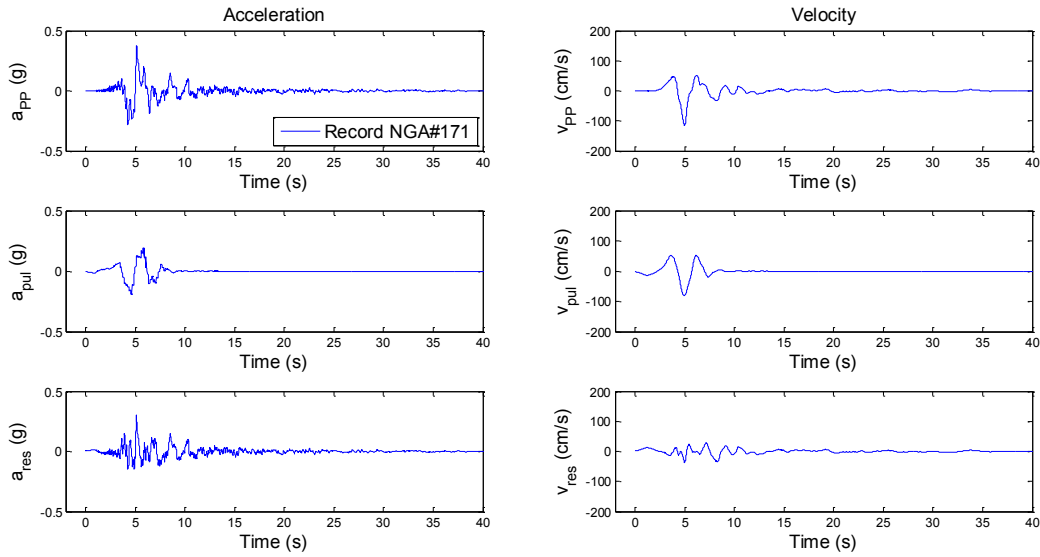 Acceleration
0.5
0
-0.5
a_PP (g)
Record NGA#171
0 5 10 15 20 25 30 35 40
Time (s)
Velocity
200
100
0
-100
-200
v_PP (cm/s)
0 5 10 15 20 25 30 35 40
Time (s)
0.5
0
-0.5
a_pul (g)
0 5 10 15 20 25 30 35 40
Time (s)
200
100
0
-100
-200
v_pul (cm/s)
0 5 10 15 20 25 30 35 40
Time (s)
0.5
0
-0.5
a_res (g)
0 5 10 15 20 25 30 35 40
Time (s)
200
100
0
-100
-200
v_res (cm/s)
0 5 10 15 20 25 30 35 40
Time (s)